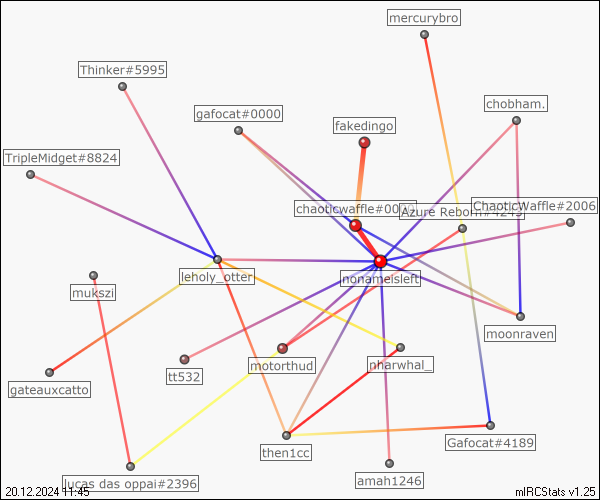 mercurybro
Thinker#5995
chobham.
gafocat#0000
fakedingo
TripleMidget#8824
ChaoticWaffle#2006
chaoticwaffle#0000
Azure Reborn#4243
leholy_otter
nonameisleft
mukszi
moonraven
motorthud
nharwhal_
tt532
gateauxcatto
Gafocat#4189
then1cc
amah1246
lucas das oppai#2396
20.12.2024 11:45
mIRCStats v1.25